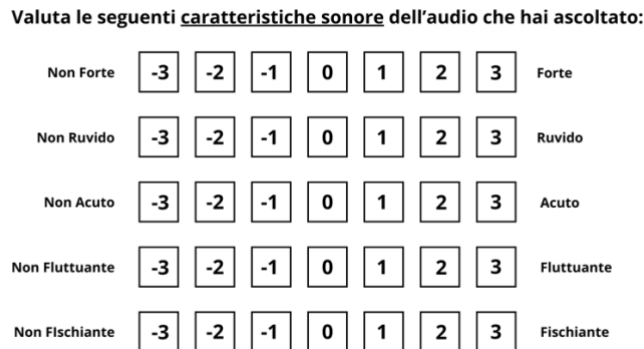 Valuta le seguenti caratteristiche sonore dell'audio che hai ascoltato:
Non Forte -3 -2 -1 0 1 2 3 Forte
Non Ruvido -3 -2 -1 0 1 2 3 Ruvido
Non Acuto -3 -2 -1 0 1 2 3 Acuto
Non Fluttuante -3 -2 -1 0 1 2 3 Fluttuante
Non FIschiante -3 -2 -1 0 1 2 3 Fischiante